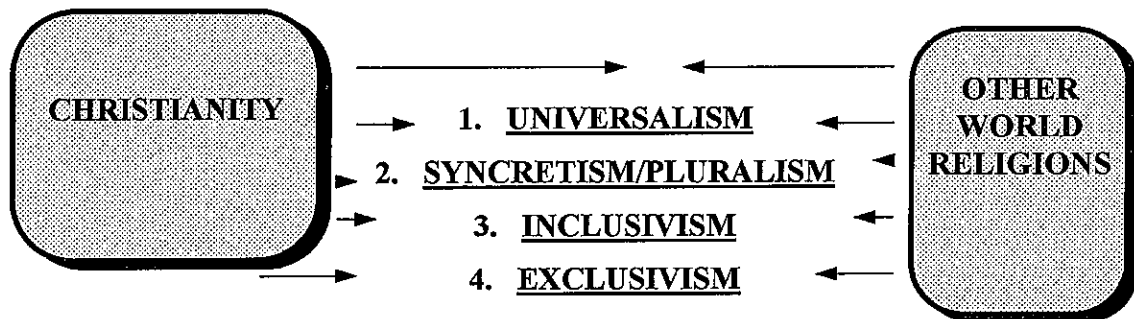 CHRISTIANITY
1. UNIVERSALISM
2. SYNCRETISM/PLURALISM
3. INCLUSIVISM
4. EXCLUSIVISM
OTHER
WORLD
RELIGIONS